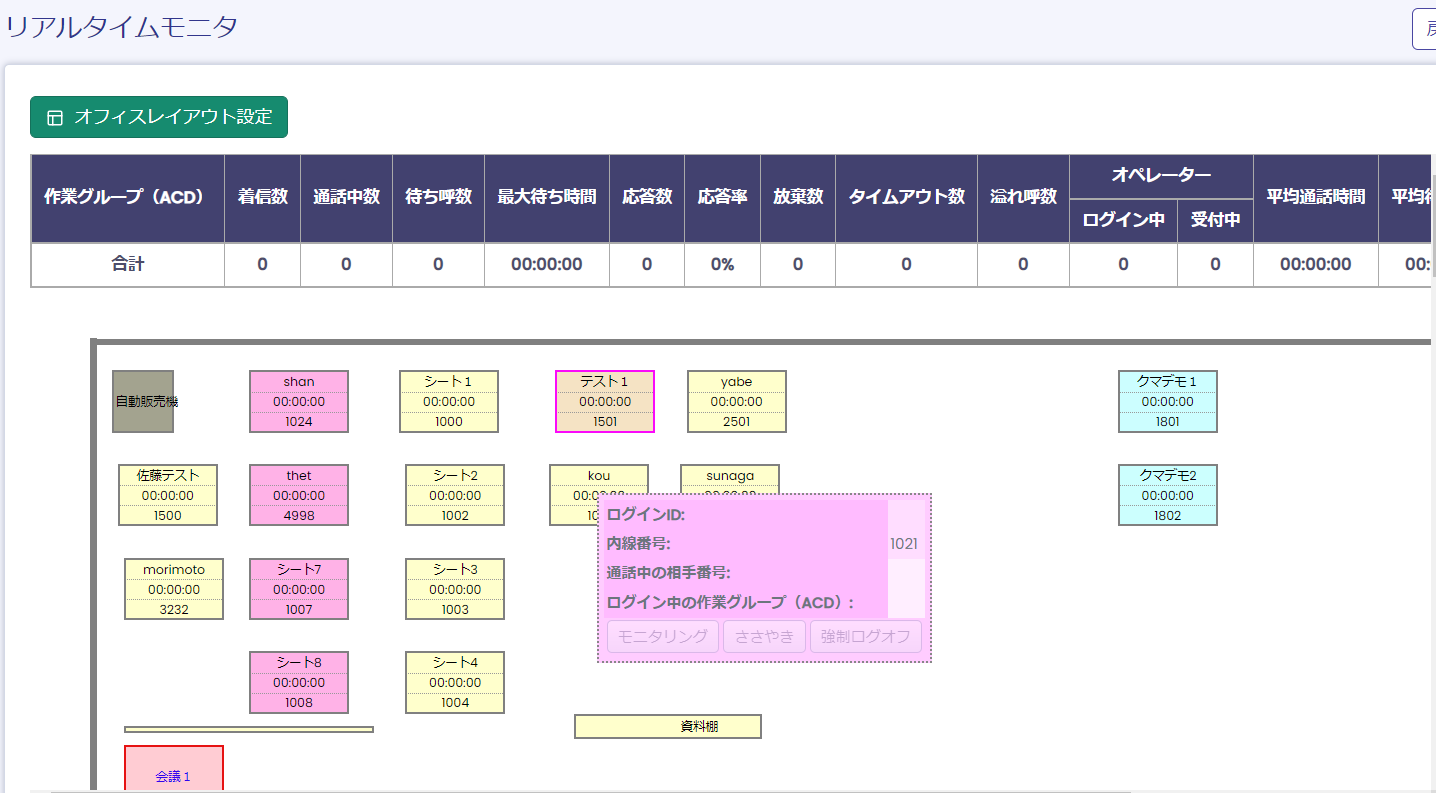 リアルタイムモニタ
オフィスレイアウト設定
作業グループ（ACD） 着信数 通話中数 待ち呼数 最大待ち時間 応答数 応答率 放棄数 タイムアウト数 溢れ呼数 オペレーター 平均通話時間
ログイン中 受付中
合計 0 0 0 00:00:00 0 0% 0 0 0 0 0 00:00:00
自動販売機
shan
00:00:00
1024
シート１
00:00:00
1000
テスト１
00:00:00
1501
yabe
00:00:00
2501
クマデモ１
00:00:00
1801
佐藤テスト
00:00:00
1500
thet
00:00:00
4998
シート2
00:00:00
1002
kou
sunaga
クマデモ2
00:00:00
1802
ログインID:
内線番号: 1021
通話中の相手番号:
ログイン中の作業グループ（ACD）:
モニタリング ささやき 強制ログオフ
morimoto
00:00:00
3232
シート7
00:00:00
1007
シート3
00:00:00
1003
シート8
00:00:00
1008
シート4
00:00:00
1004
資料棚
会議１